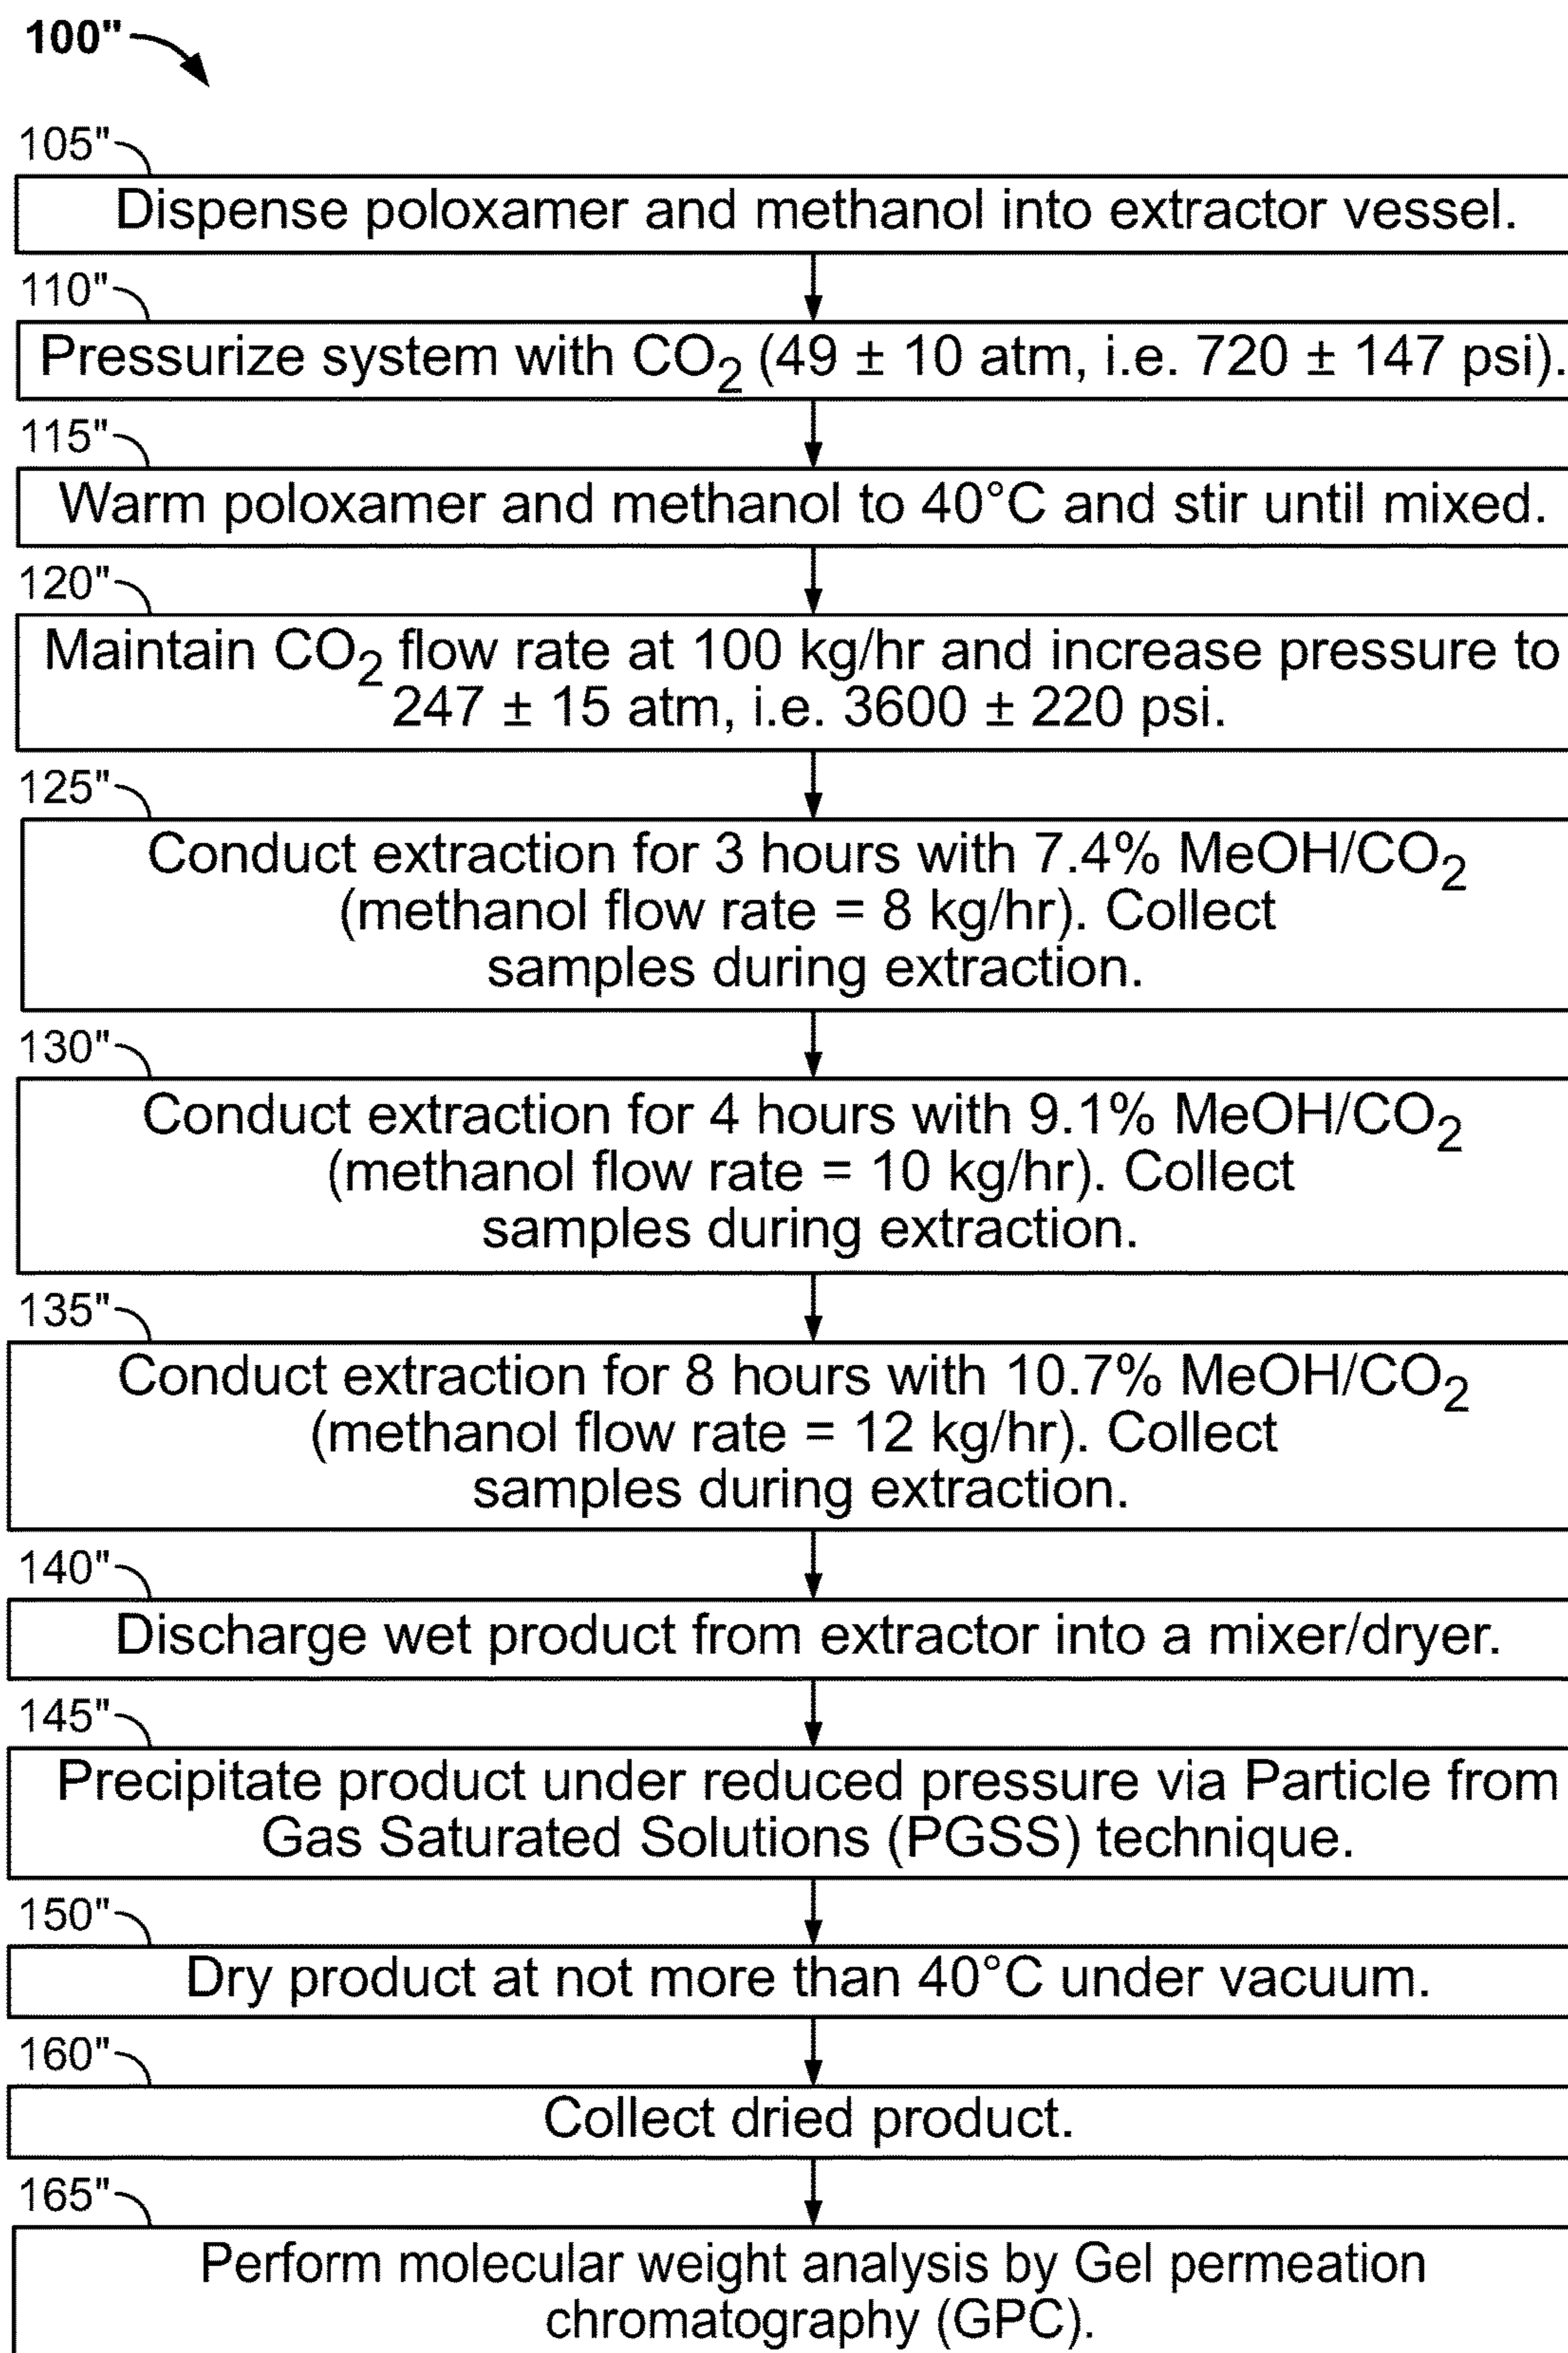 100"
105"
Dispense poloxamer and methanol into extractor vessel.
110"
Pressurize system with CO₂ (49 ± 10 atm, i.e. 720 ± 147 psi).
115"
Warm poloxamer and methanol to 40°C and stir until mixed.
120"
Maintain CO₂ flow rate at 100 kg/hr and increase pressure to
247 ± 15 atm, i.e. 3600 ± 220 psi.
125"
Conduct extraction for 3 hours with 7.4% MeOH/CO₂
(methanol flow rate = 8 kg/hr). Collect
samples during extraction.
130"
Conduct extraction for 4 hours with 9.1% MeOH/CO₂
(methanol flow rate = 10 kg/hr). Collect
samples during extraction.
135"
Conduct extraction for 8 hours with 10.7% MeOH/CO₂
(methanol flow rate = 12 kg/hr). Collect
samples during extraction.
140"
Discharge wet product from extractor into a mixer/dryer.
145"
Precipitate product under reduced pressure via Particle from
Gas Saturated Solutions (PGSS) technique.
150"
Dry product at not more than 40°C under vacuum.
160"
Collect dried product.
165"
Perform molecular weight analysis by Gel permeation
chromatography (GPC).